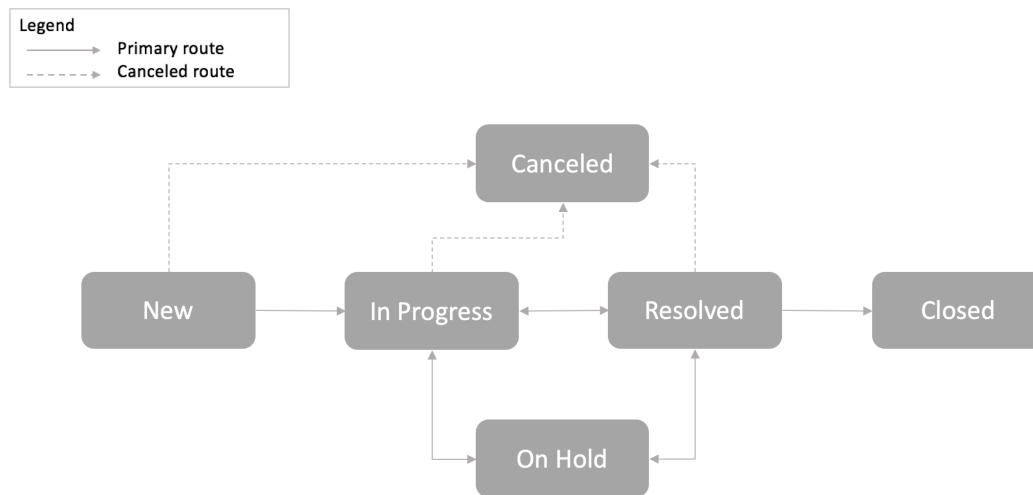 Legend
Primary route
Canceled route
Canceled
New
In Progress
Resolved
Closed
On Hold